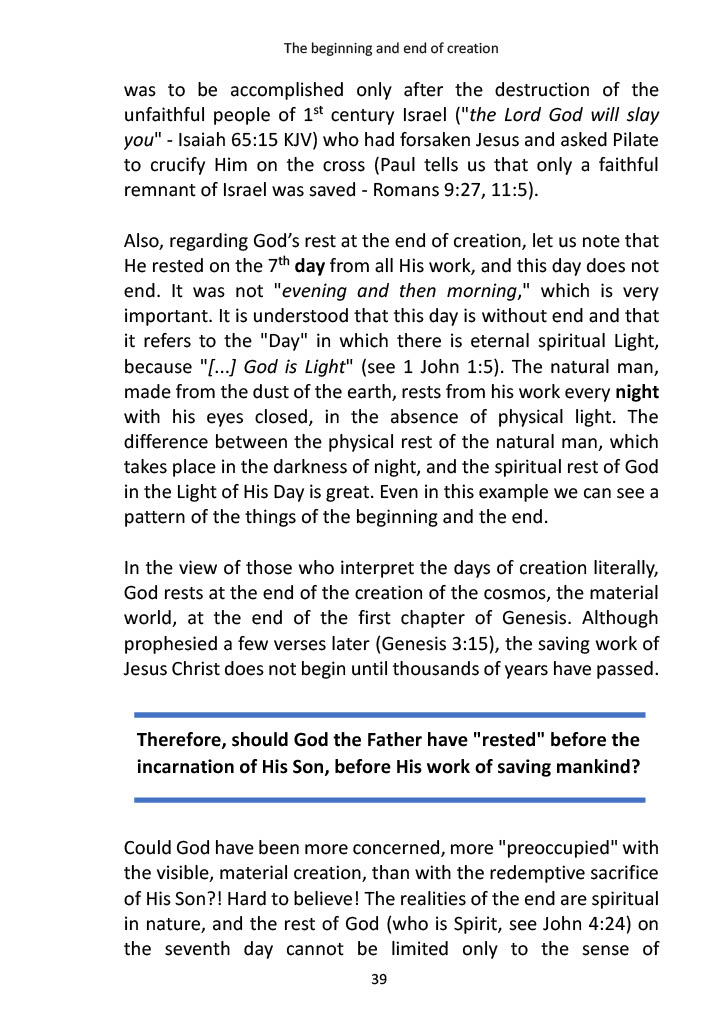 The beginning and end of creation
was to be accomplished only after the destruction of the
unfaithful people of 1st century Israel ("the Lord God will slay
you" - Isaiah 65:15 KJV) who had forsaken Jesus and asked Pilate
to crucify Him on the cross (Paul tells us that only a faithful
remnant of Israel was saved - Romans 9:27, 11:5).
Also, regarding God’s rest at the end of creation, let us note that
He rested on the 7th day from all His work, and this day does not
end. It was not "evening and then morning," which is very
important. It is understood that this day is without end and that
it refers to the "Day" in which there is eternal spiritual Light,
because "[...] God is Light" (see 1 John 1:5). The natural man,
made from the dust of the earth, rests from his work every night
with his eyes closed, in the absence of physical light. The
difference between the physical rest of the natural man, which
takes place in the darkness of night, and the spiritual rest of God
in the Light of His Day is great. Even in this example we can see a
pattern of the things of the beginning and the end.
In the view of those who interpret the days of creation literally,
God rests at the end of the creation of the cosmos, the material
world, at the end of the first chapter of Genesis. Although
prophesied a few verses later (Genesis 3:15), the saving work of
Jesus Christ does not begin until thousands of years have passed.
Therefore, should God the Father have "rested" before the
incarnation of His Son, before His work of saving mankind?
Could God have been more concerned, more "preoccupied" with
the visible, material creation, than with the redemptive sacrifice
of His Son?! Hard to believe! The realities of the end are spiritual
in nature, and the rest of God (who is Spirit, see John 4:24) on
the seventh day cannot be limited only to the sense of
39